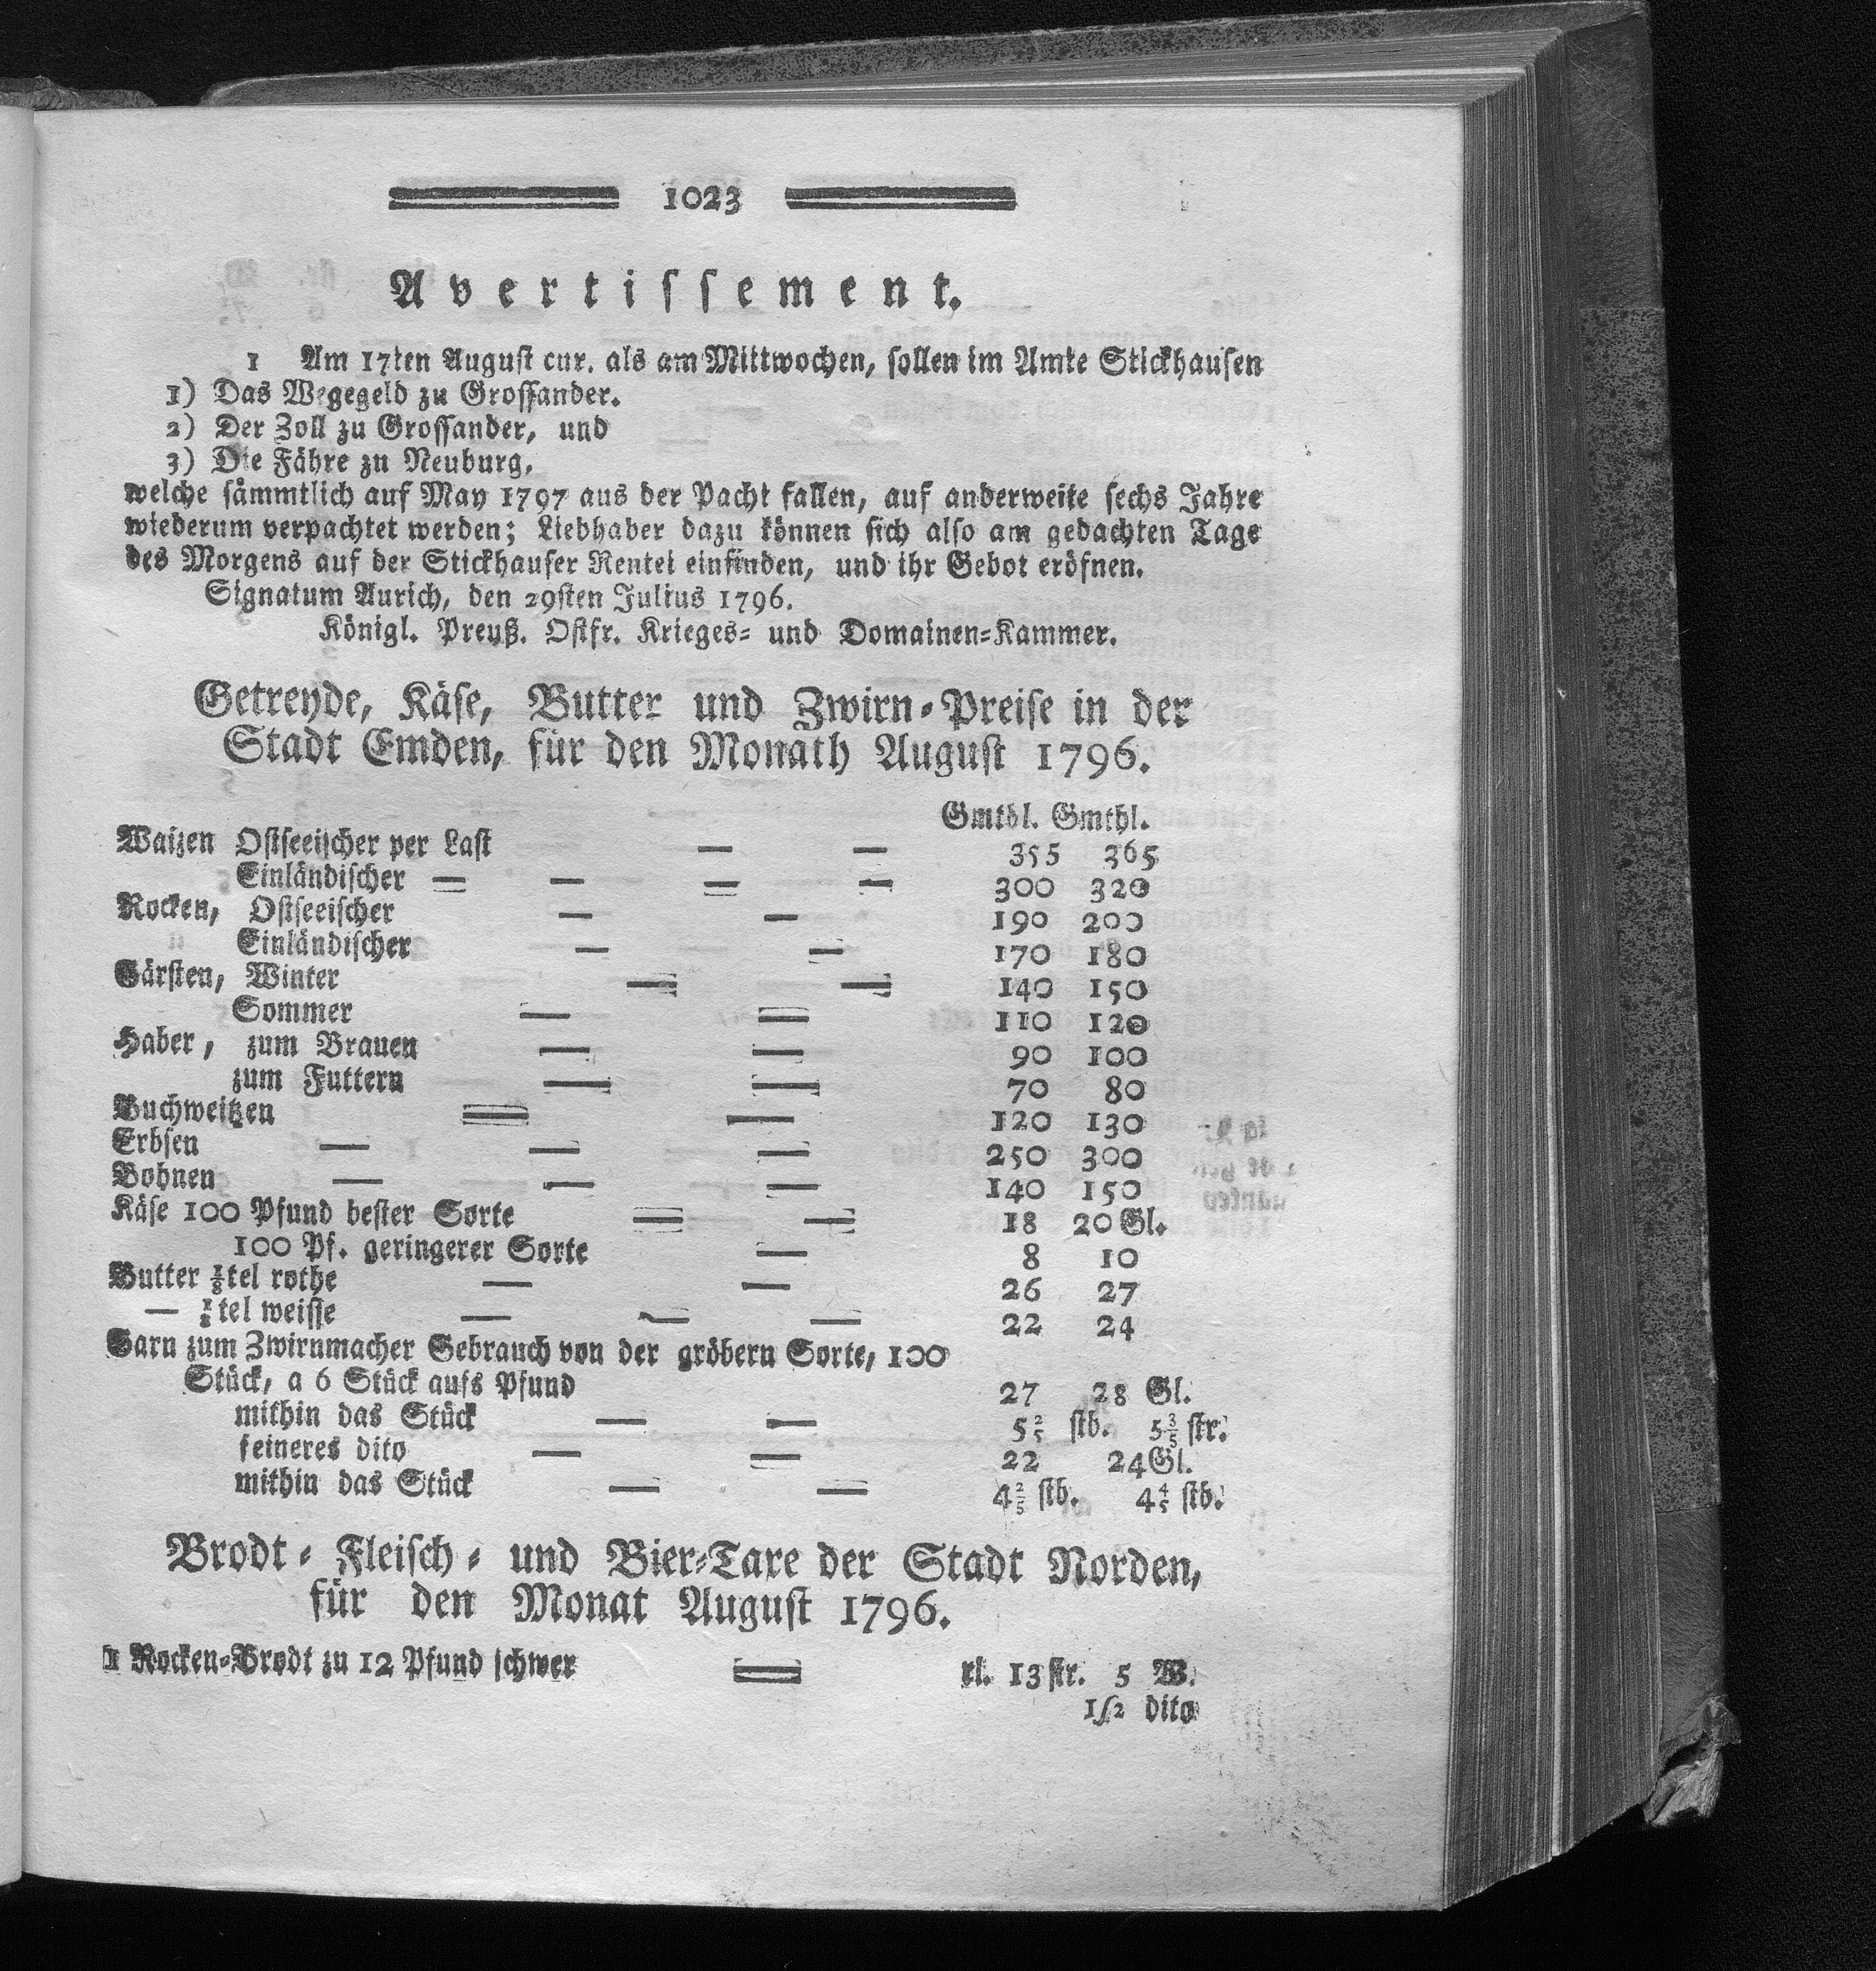 1023
Avertissement.
1 Am 17ten August cur. als am Mittwochen, sollen im Amte Stickhausen
1) Das Wegegeld zu Grossander.
2) Der Zoll zu Grossander, und
3) Die Fähre zu Neuburg,
welche sämmtlich auf May 1797 aus der Pacht fallen, auf anderweite sechs Jahre
wiederum verpachtet werden; Liebhaber dazu können sich also am gedachten Tage
des Morgens auf der Stickhauser Rentei einfinden, und ihr Gebot eröfnen.
Signatum Aurich, den 29sten Julius 1796.
Königl. Preuß. Ostfr. Krieges- und Domainen-Kammer.
Getreyde, Käse, Butter und Zwirn-Preise in der
Stadt Emden, für den Monath August 1796.
Gmthl. Gmthl.
Waizen Ostseeischer per Last — — 355 365
Einländischer — — — — 300 320
Rocken, Ostseeischer — — 190 200
Einländischer — — 170 180
Gärsten, Winter — — 140 150
Sommer — — 110 120
Haber, zum Brauen — — 90 100
zum Futtern — — 70 80
Buchweitzen — — 120 130
Erbsen — — — 250 300
Bohnen — — — 140 150
Käse 100 Pfund bester Sorte — — 18 20 Gl.
100 Pf. geringerer Sorte — 8 10
Butter 1/8tel rothe — — 26 27
— 1/8tel weisse — — — 22 24
Garn zum Zwirnmacher Gebrauch von der gröbern Sorte, 100
Stück, a 6 Stück aufs Pfund 27 28 Gl.
mithin das Stück — — 5 2/5 stb. 5 3/5 str.
feineres dito — — 22 24 Gl.
mithin das Stück — — 4 2/5 stb. 4 4/5 stb.
Brodt- Fleisch- und Bier-Taxe der Stadt Norden,
für den Monat August 1796.
1 Rocken-Brodt zu 12 Pfund schwer — rl. 13 str. 5 W.
1/2 dito